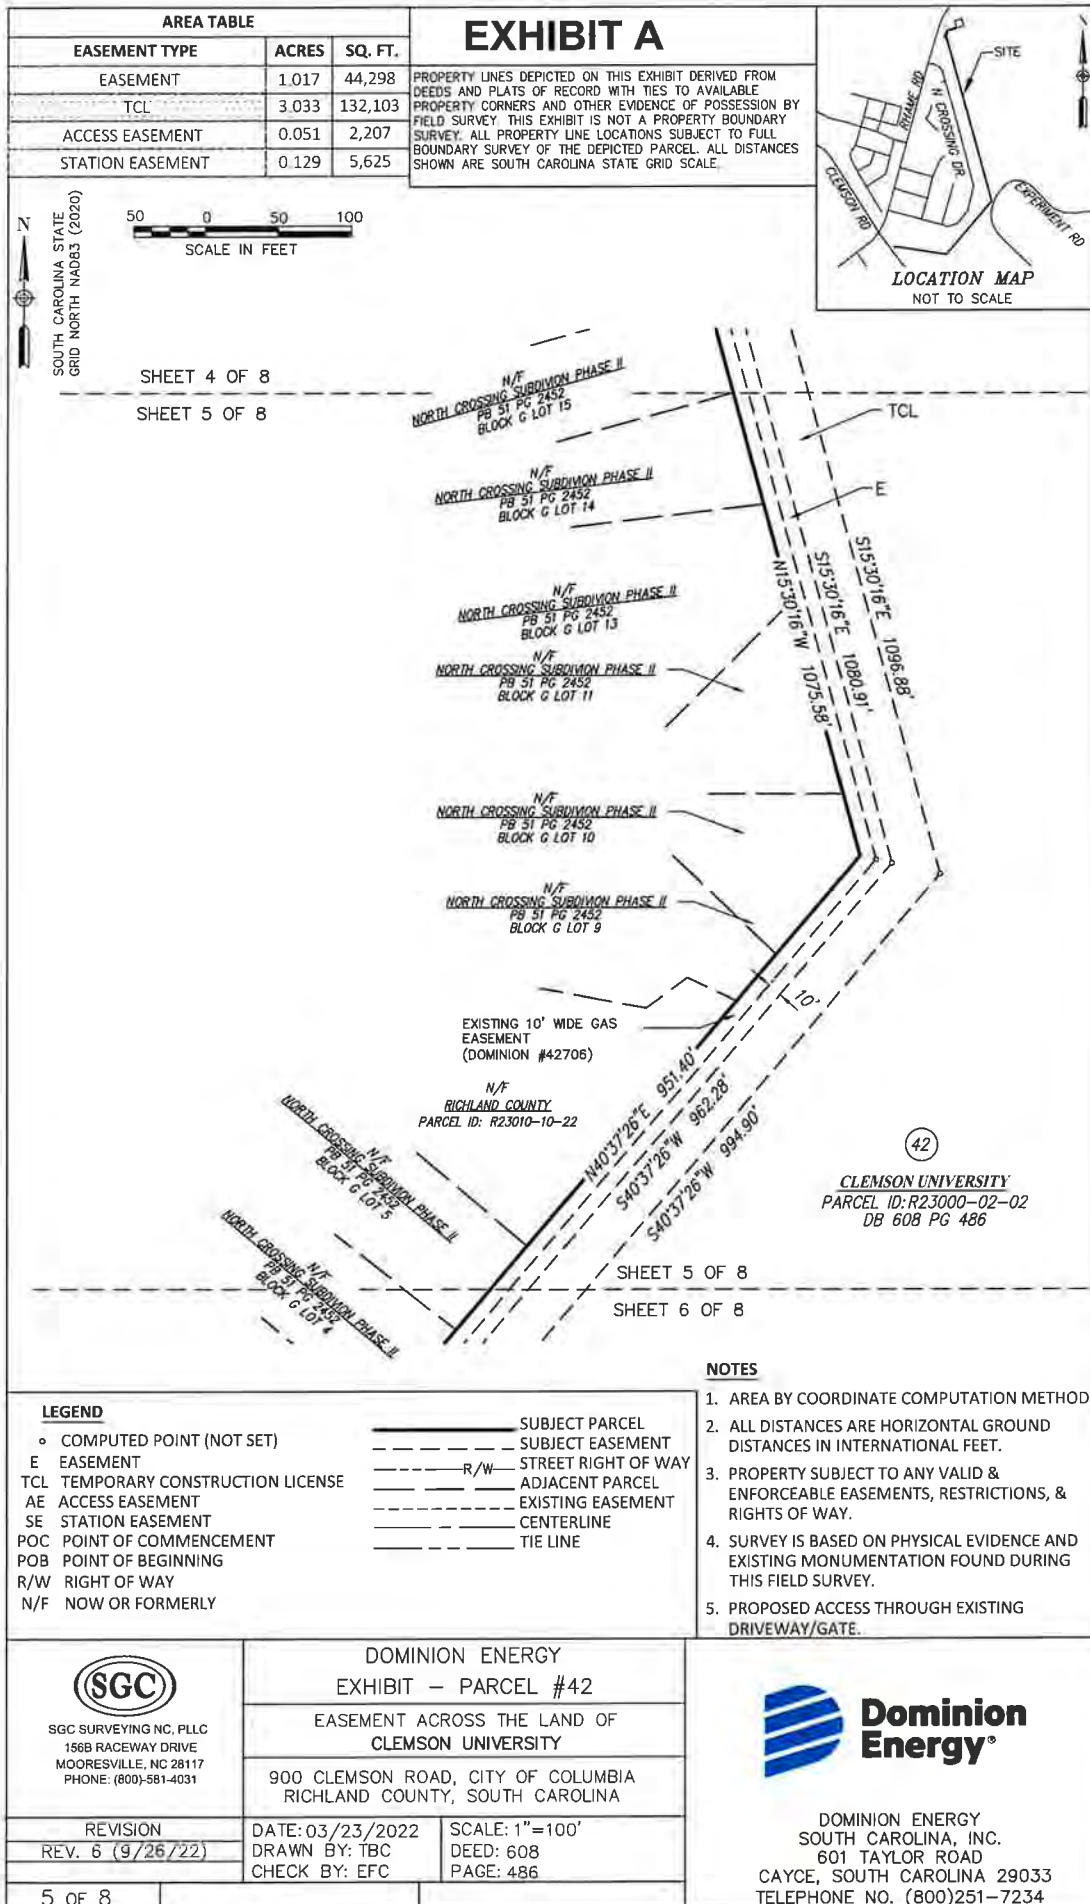 AREA TABLE
EASEMENT TYPE ACRES SQ. FT.
EASEMENT 1.017 44,298
TCL 3.033 132,103
ACCESS EASEMENT 0.051 2,207
STATION EASEMENT 0.129 5,625
EXHIBIT A
PROPERTY LINES DEPICTED ON THIS EXHIBIT DERIVED FROM
DEEDS AND PLATS OF RECORD WITH TIES TO AVAILABLE
PROPERTY CORNERS AND OTHER EVIDENCE OF POSSESSION BY
FIELD SURVEY. THIS EXHIBIT IS NOT A PROPERTY BOUNDARY
SURVEY. ALL PROPERTY LINE LOCATIONS SUBJECT TO FULL
BOUNDARY SURVEY OF THE DEPICTED PARCEL. ALL DISTANCES
SHOWN ARE SOUTH CAROLINA STATE GRID SCALE.
SITE
RHAME RD
N CROSSING DR
CLEMSON RD
EXPERIMENT RD
LOCATION MAP
NOT TO SCALE
N
SOUTH CAROLINA STATE
GRID NORTH NAD83 (2020)
50 0 50 100
SCALE IN FEET
SHEET 4 OF 8
SHEET 5 OF 8
N/F
NORTH CROSSING SUBDIVION PHASE II
PB 51 PG 2452
BLOCK G LOT 15
TCL
N/F
NORTH CROSSING SUBDIVION PHASE II
PB 51 PG 2452
BLOCK G LOT 14
E
N/F
NORTH CROSSING SUBDIVION PHASE II
PB 51 PG 2452
BLOCK G LOT 13
N15°30'16"W 1075.58'
S15°30'16"E 1080.91'
S15°30'16"E 1096.88'
N/F
NORTH CROSSING SUBDIVION PHASE II
PB 51 PG 2452
BLOCK G LOT 11
N/F
NORTH CROSSING SUBDIVION PHASE II
PB 51 PG 2452
BLOCK G LOT 10
N/F
NORTH CROSSING SUBDIVION PHASE II
PB 51 PG 2452
BLOCK G LOT 9
10'
EXISTING 10' WIDE GAS
EASEMENT
(DOMINION #42706)
N/F
RICHLAND COUNTY
PARCEL ID: R23010-10-22
N40°37'26"E 951.40'
S40°37'26"W 962.28'
S40°37'26"W 994.90'
N/F
NORTH CROSSING SUBDIVION PHASE II
PB 51 PG 2452
BLOCK G LOT 5
42
CLEMSON UNIVERSITY
PARCEL ID:R23000-02-02
DB 608 PG 486
N/F
NORTH CROSSING SUBDIVION PHASE II
PB 51 PG 2452
BLOCK G LOT 4
SHEET 5 OF 8
SHEET 6 OF 8
LEGEND
COMPUTED POINT (NOT SET)
E EASEMENT
TCL TEMPORARY CONSTRUCTION LICENSE
AE ACCESS EASEMENT
SE STATION EASEMENT
POC POINT OF COMMENCEMENT
POB POINT OF BEGINNING
R/W RIGHT OF WAY
N/F NOW OR FORMERLY
SUBJECT PARCEL
SUBJECT EASEMENT
R/W STREET RIGHT OF WAY
ADJACENT PARCEL
EXISTING EASEMENT
CENTERLINE
TIE LINE
NOTES
1. AREA BY COORDINATE COMPUTATION METHOD
2. ALL DISTANCES ARE HORIZONTAL GROUND
DISTANCES IN INTERNATIONAL FEET.
3. PROPERTY SUBJECT TO ANY VALID &
ENFORCEABLE EASEMENTS, RESTRICTIONS, &
RIGHTS OF WAY.
4. SURVEY IS BASED ON PHYSICAL EVIDENCE AND
EXISTING MONUMENTATION FOUND DURING
THIS FIELD SURVEY.
5. PROPOSED ACCESS THROUGH EXISTING
DRIVEWAY/GATE.
SGC
SGC SURVEYING NC, PLLC
156B RACEWAY DRIVE
MOORESVILLE, NC 28117
PHONE: (800)-581-4031
REVISION
REV. 6 (9/26/22)
5 OF 8
DOMINION ENERGY
EXHIBIT - PARCEL #42
EASEMENT ACROSS THE LAND OF
CLEMSON UNIVERSITY
900 CLEMSON ROAD, CITY OF COLUMBIA
RICHLAND COUNTY, SOUTH CAROLINA
DATE: 03/23/2022
DRAWN BY: TBC
CHECK BY: EFC
SCALE: 1"=100'
DEED: 608
PAGE: 486
Dominion
Energy®
DOMINION ENERGY
SOUTH CAROLINA, INC.
601 TAYLOR ROAD
CAYCE, SOUTH CAROLINA 29033
TELEPHONE NO. (800)251-7234